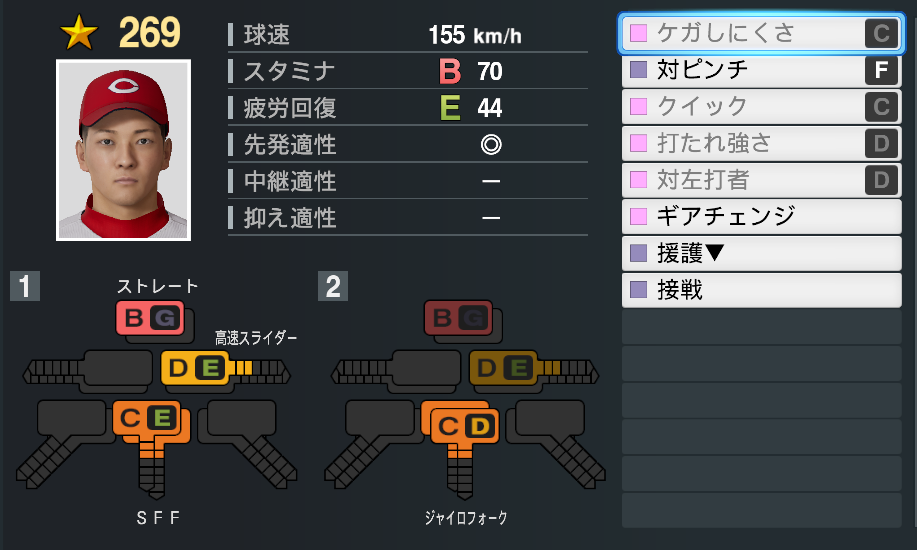 269
球速 155 km/h
スタミナ B 70
疲労回復 E 44
先発適性 ◎
中継適性 ―
抑え適性 ―
ケガしにくさ C
対ピンチ F
クイック C
打たれ強さ D
対左打者 D
ギアチェンジ
援護▼
接戦
C
1
ストレート
B G
高速スライダー
D E
C E
SFF
2
B G
D E
C D
ジャイロフォーク